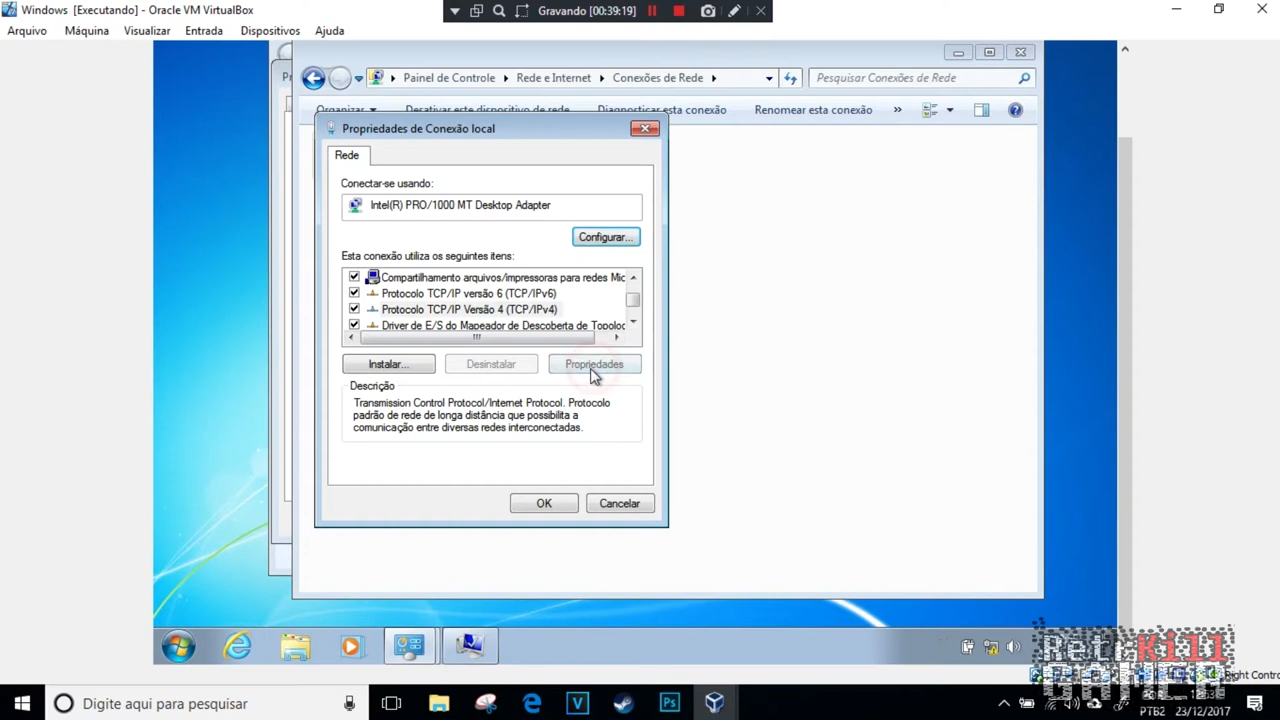 Windows [Executando] - Oracle VM VirtualBox
Gravando [00:39:19]
Arquivo Máquina Visualizar Entrada Dispositivos Ajuda
Painel de Controle Rede e Internet Conexões de Rede
Pesquisar Conexões de Rede
Organizar Desativar este dispositivo de rede Diagnosticar esta conexão Renomear esta conexão »
Propriedades de Conexão local
Rede
Conectar-se usando:
Intel(R) PRO/1000 MT Desktop Adapter
Configurar...
Esta conexão utiliza os seguintes itens:
Compartilhamento arquivos/impressoras para redes Mic
Protocolo TCP/IP versão 6 (TCP/IPv6)
Protocolo TCP/IP Versão 4 (TCP/IPv4)
Driver de E/S do Mapeador de Descoberta de Topoloc
Instalar... Desinstalar Propriedades
Descrição
Transmission Control Protocol/Internet Protocol. Protocolo
padrão de rede de longa distância que possibilita a
comunicação entre diversas redes interconectadas.
OK Cancelar
Retrokill
GAMER
Right Control
Digite aqui para pesquisar
PTB2 23/12/2017